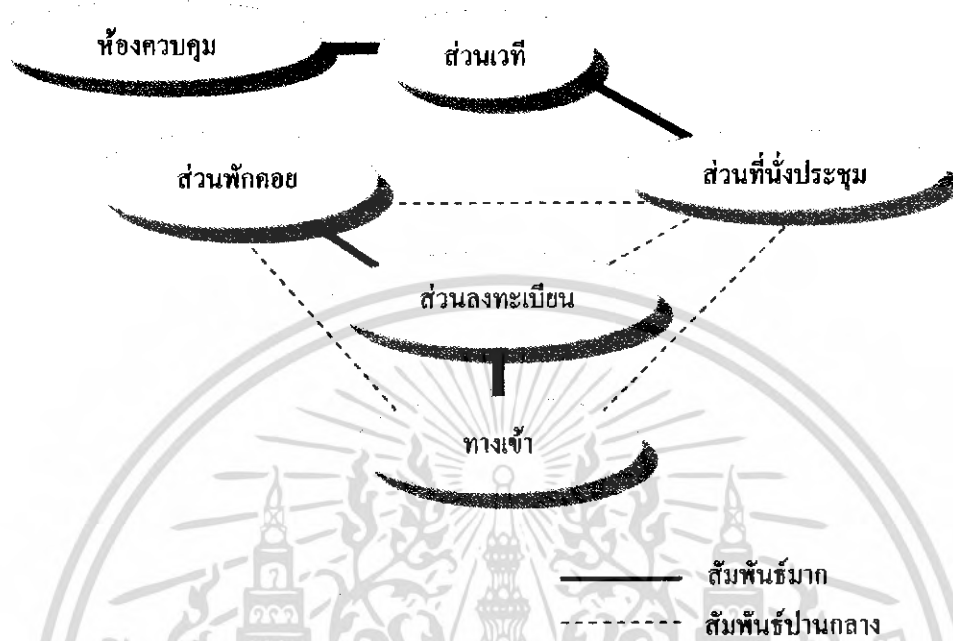 ห้องควบคุม
ส่วนเวที
ส่วนพักคอย
ส่วนที่นั่งประชุม
ส่วนลงทะเบียน
ทางเข้า
สัมพันธ์มาก
สัมพันธ์ปานกลาง